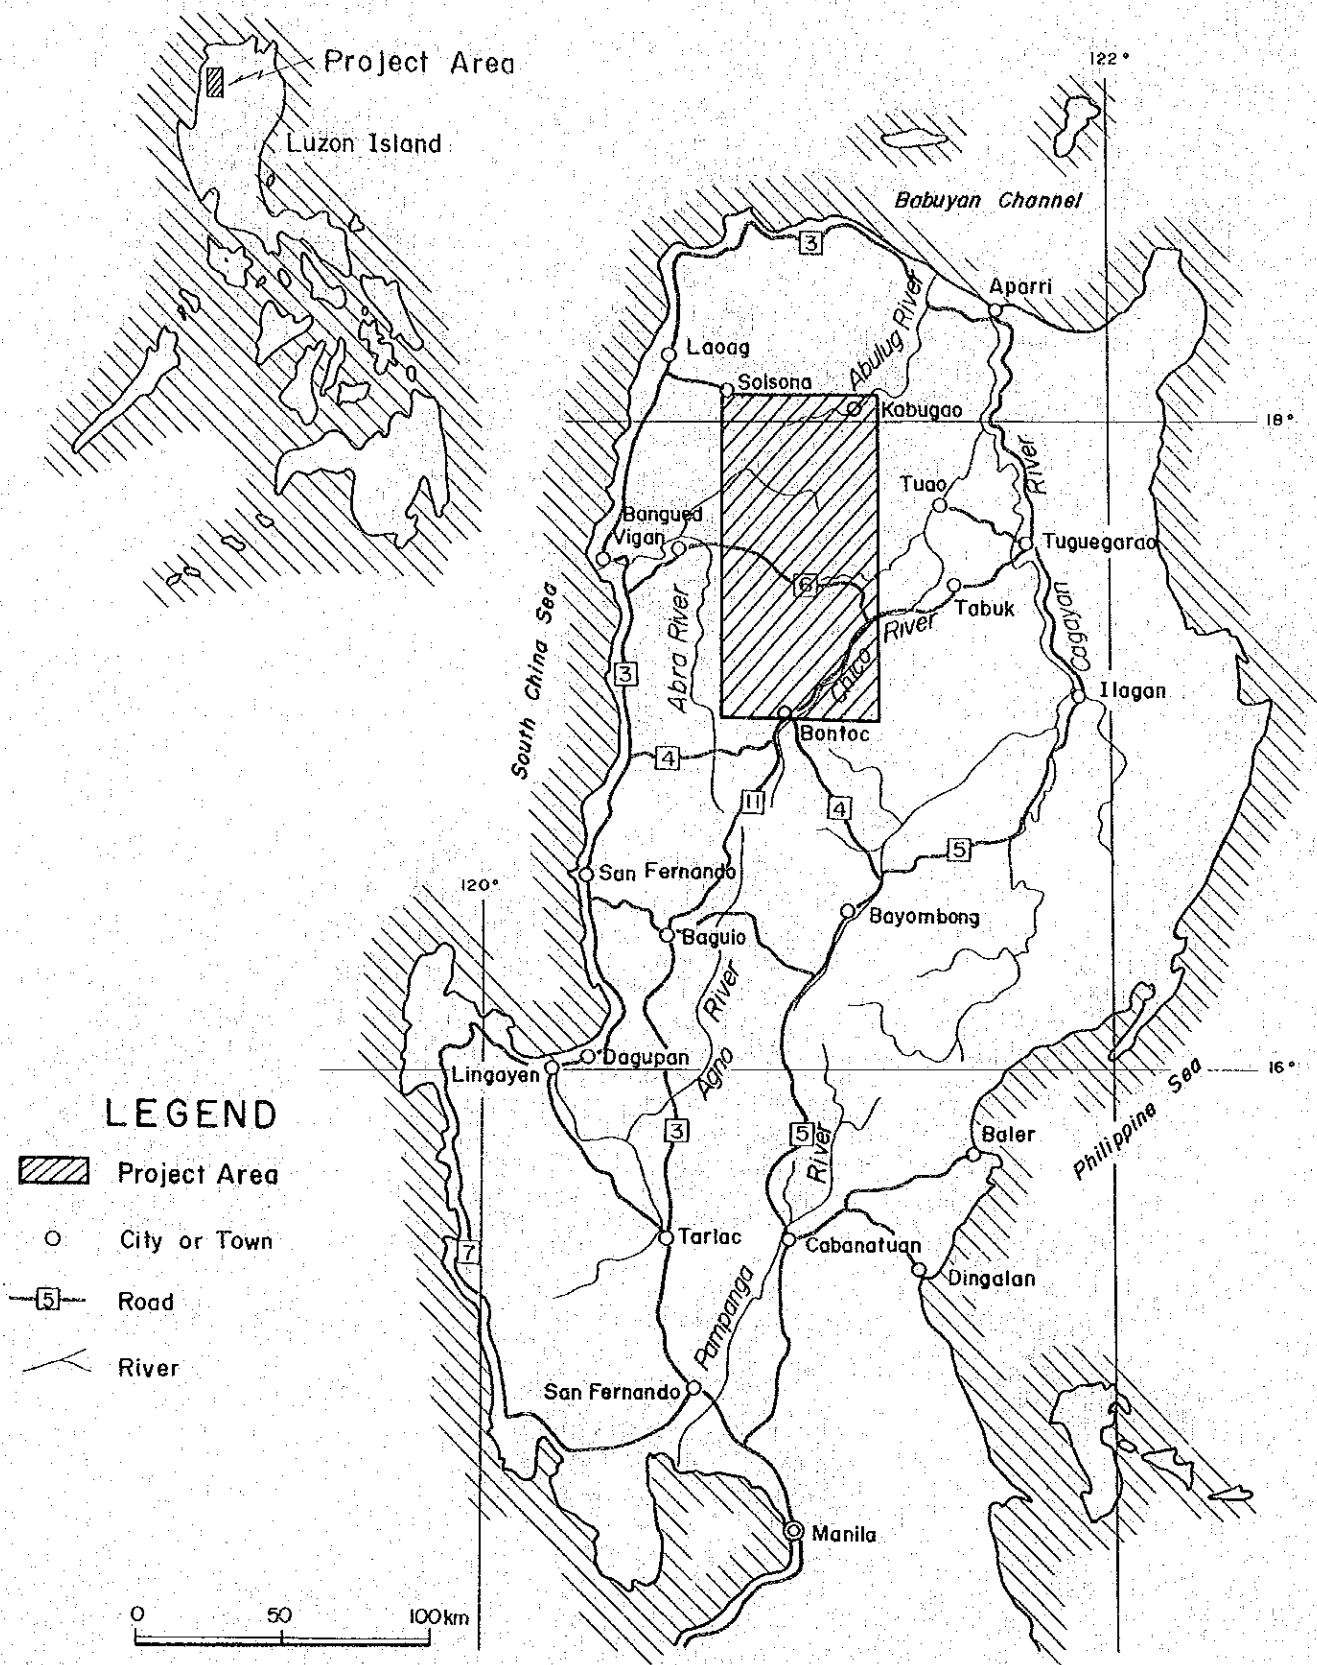 Project Area
Luzon Island
122°
Babuyan Channel
3
Aparri
Abulug River
Laoag
Solsona
Kabugao
18°
River
Tuao
Bangued
Vigan
Tuguegarao
6
Tabuk
River
Cagayan
Abra River
South China Sea
Chico
3
Ilagan
Bontoc
4
11
4
5
San Fernando
120°
Bayombong
Baguio
River
Dagupan
Agno
Lingayen
16°
Philippine Sea
LEGEND
3
5
River
Baler
Project Area
City or Town
Tarlac
Cabanatuan
7
Dingalan
5
Road
Pampanga
River
San Fernando
Manila
0 50 100km